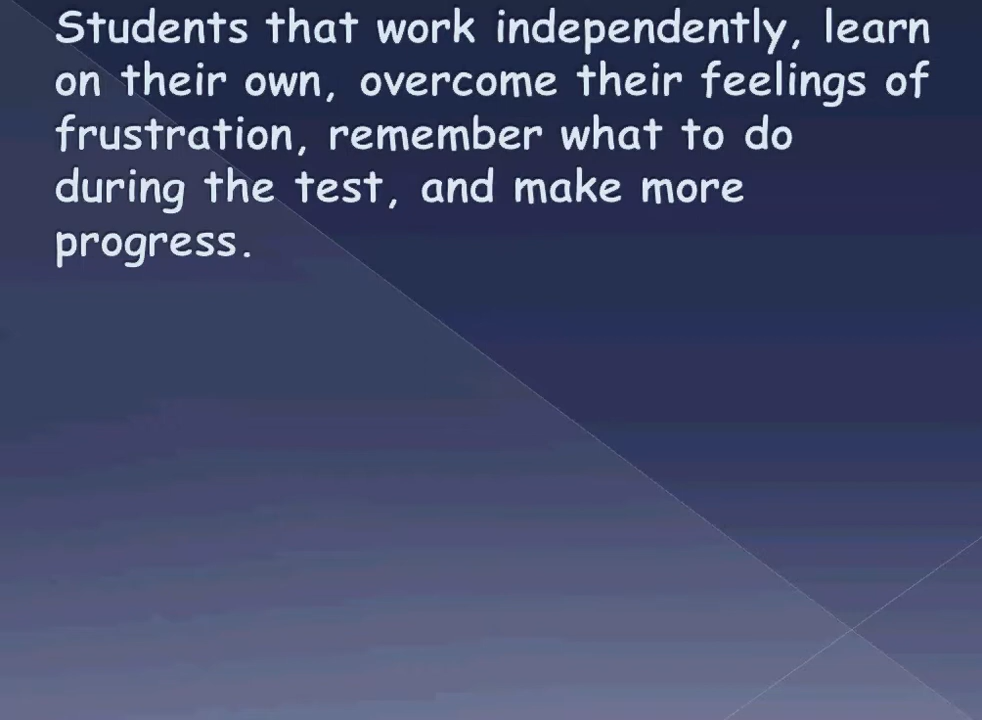 Students that work independently, learn
on their own, overcome their feelings of
frustration, remember what to do
during the test, and make more
progress.